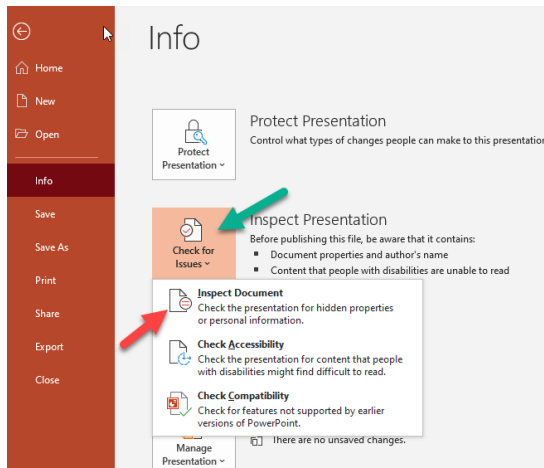 Info
Home
New
Open
Info
Save
Save As
Print
Share
Export
Close
Protect
Presentation
Protect Presentation
Control what types of changes people can make to this presentation
Check for
Issues
Inspect Presentation
Before publishing this file, be aware that it contains:
Document properties and author's name
Content that people with disabilities are unable to read
Inspect Document
Check the presentation for hidden properties
or personal information.
Check Accessibility
Check the presentation for content that people
with disabilities might find difficult to read.
Check Compatibility
Check for features not supported by earlier
versions of PowerPoint.
Manage
Presentation
There are no unsaved changes.